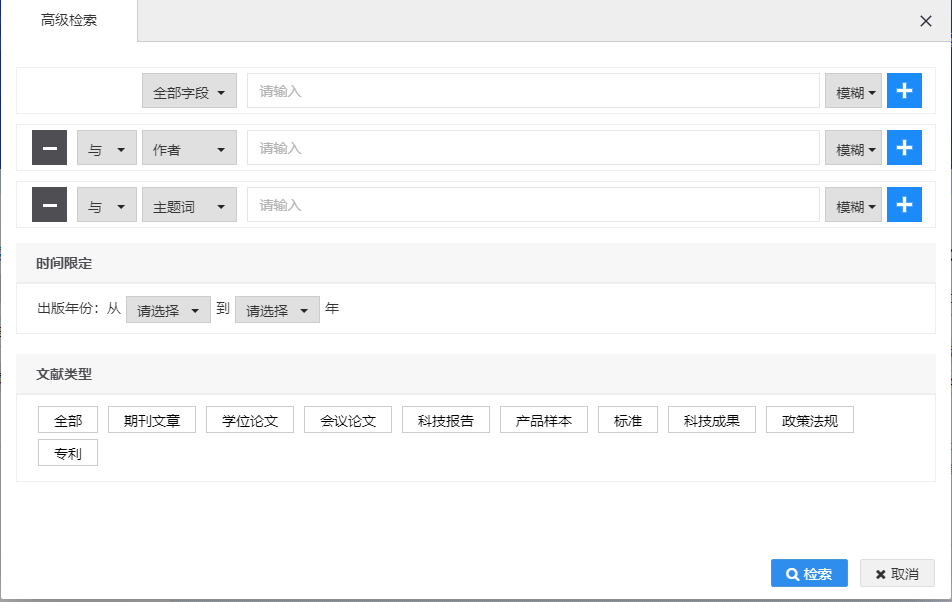 高级检索
全部字段 请输入 模糊
与 作者 请输入 模糊
与 主题词 请输入 模糊
时间限定
出版年份：从 请选择 到 请选择 年
文献类型
全部 期刊文章 学位论文 会议论文 科技报告 产品样本 标准 科技成果 政策法规
专利
检索 取消